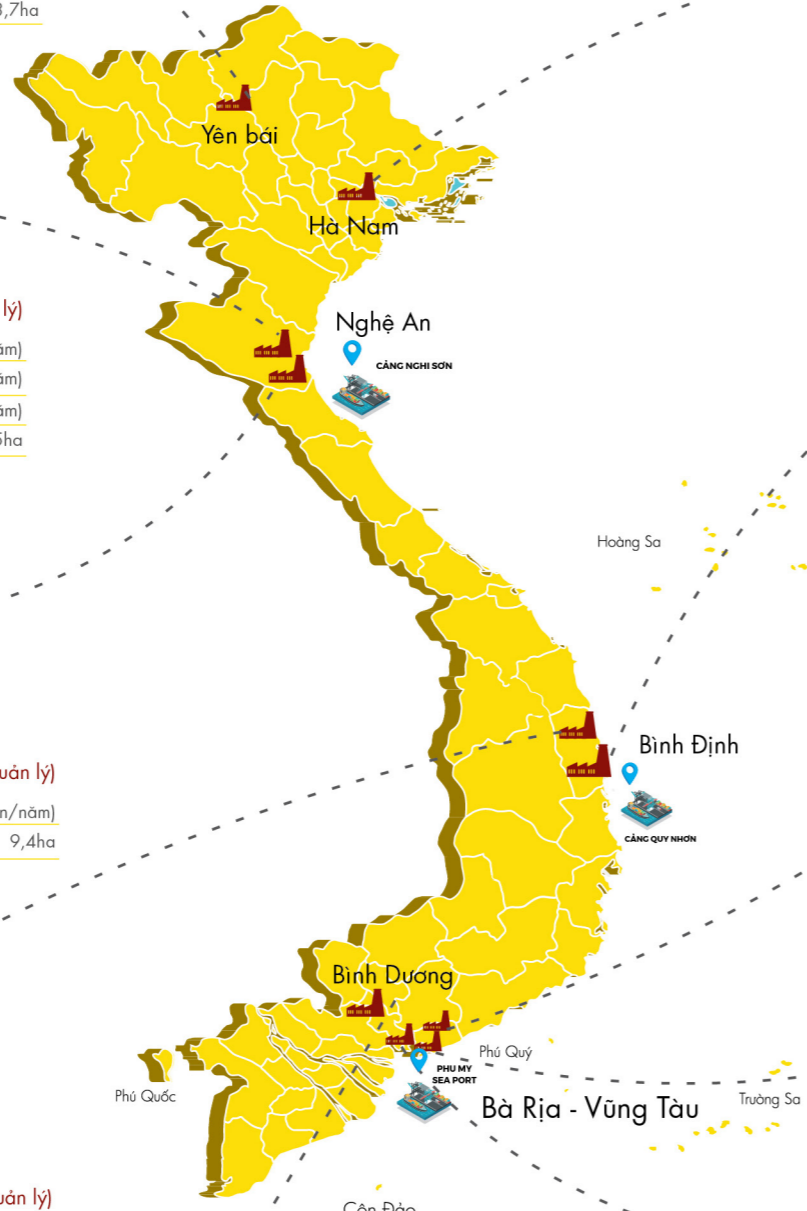 3,7ha
Yên bái
Hà Nam
lý)
Nghệ An
ăm)
CẢNG NGHI SƠN
ăm)
ăm)
5ha
Hoàng Sa
Bình Định
uản lý)
n/năm)
9,4ha
CẢNG QUY NHƠN
Bình Dương
Phú Quý
PHU MY
SEA PORT
Phú Quốc
Bà Rịa - Vũng Tàu
Trường Sa
uản lý)
Côn Đảo